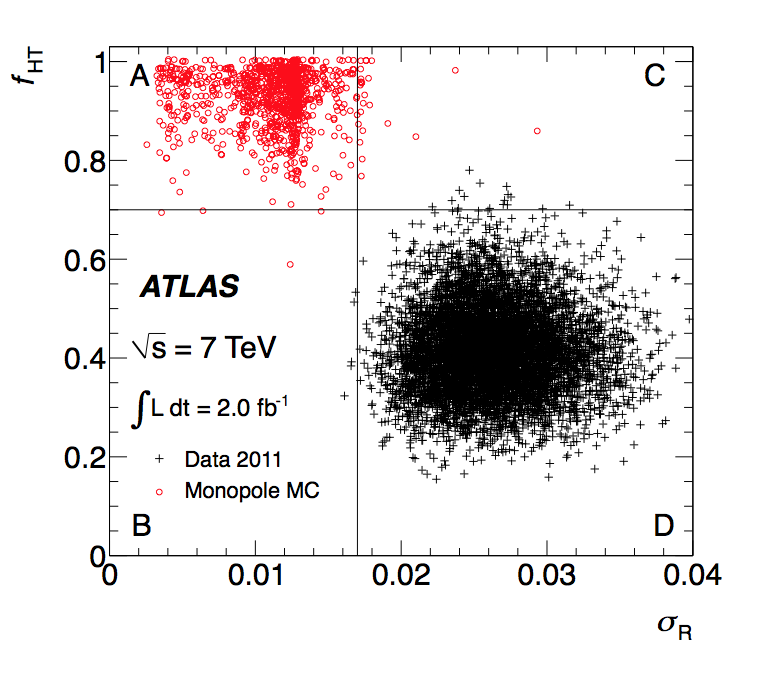 f_HT
1
0.8
0.6
0.4
0.2
0
A
C
ATLAS
√s = 7 TeV
∫L dt = 2.0 fb⁻¹
Data 2011
Monopole MC
B
D
0 0.01 0.02 0.03 0.04
σ_R